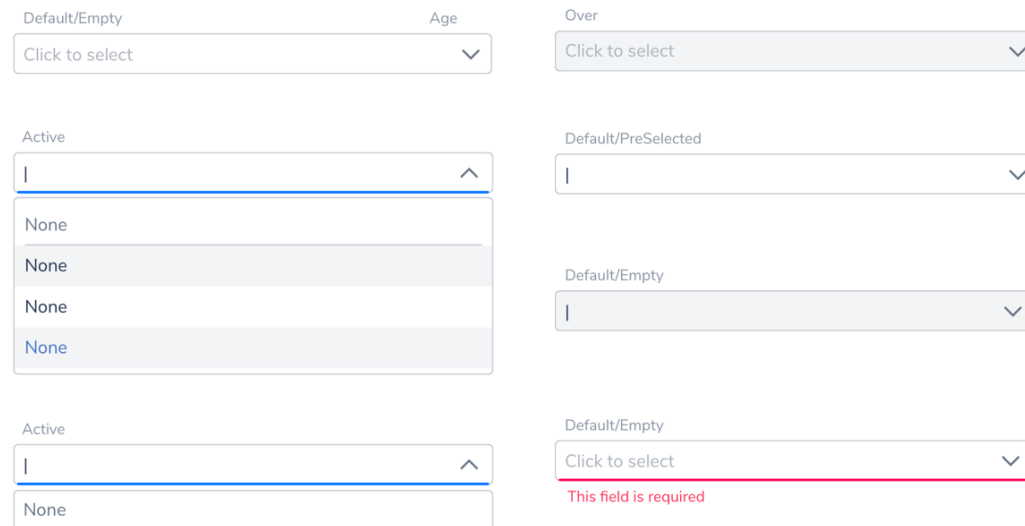 Default/Empty
Age
Click to select
Active
None
None
None
None
Active
None
Over
Click to select
Default/PreSelected
Default/Empty
Default/Empty
Click to select
This field is required